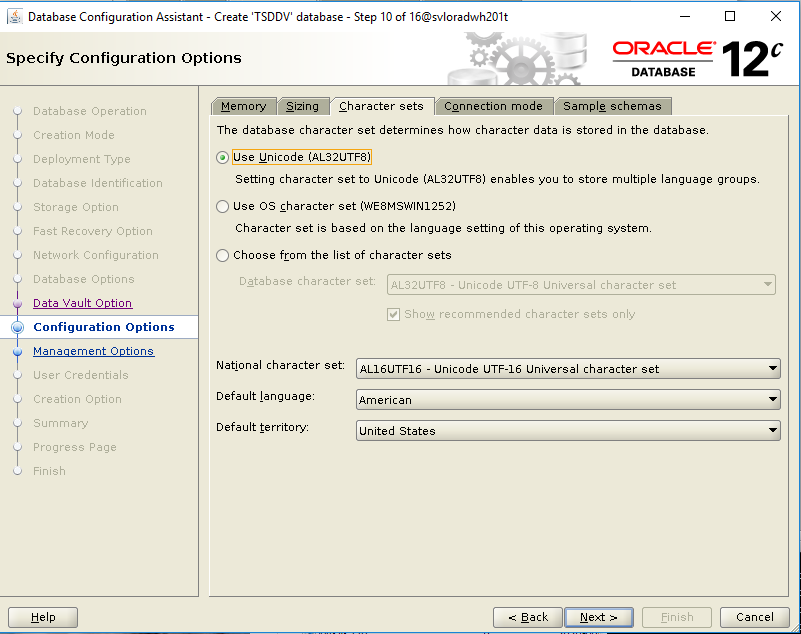 Database Configuration Assistant - Create 'TSDDV' database - Step 10 of 16@svloradwh201t
Specify Configuration Options
ORACLE
DATABASE
12c
Database Operation
Creation Mode
Deployment Type
Database Identification
Storage Option
Fast Recovery Option
Network Configuration
Database Options
Data Vault Option
Configuration Options
Management Options
User Credentials
Creation Option
Summary
Progress Page
Finish
Memory Sizing Character sets Connection mode Sample schemas
The database character set determines how character data is stored in the database.
Use Unicode (AL32UTF8)
Setting character set to Unicode (AL32UTF8) enables you to store multiple language groups.
Use OS character set (WE8MSWIN1252)
Character set is based on the language setting of this operating system.
Choose from the list of character sets
Database character set: AL32UTF8 - Unicode UTF-8 Universal character set
Show recommended character sets only
National character set: AL16UTF16 - Unicode UTF-16 Universal character set
Default language: American
Default territory: United States
Help < Back Next > Finish Cancel